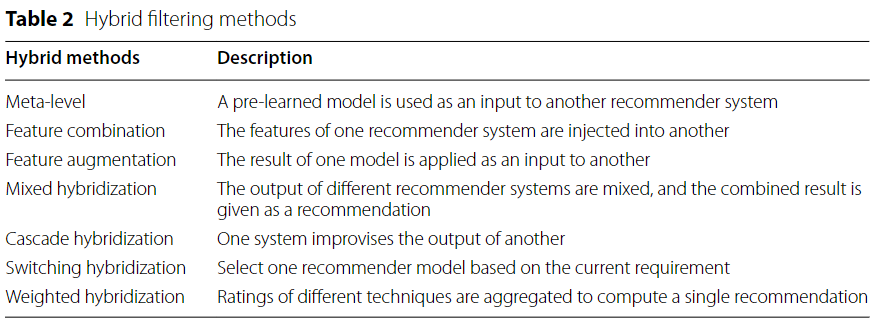 Table 2 Hybrid filtering methods
Hybrid methods Description
Meta-level A pre-learned model is used as an input to another recommender system
Feature combination The features of one recommender system are injected into another
Feature augmentation The result of one model is applied as an input to another
Mixed hybridization The output of different recommender systems are mixed, and the combined result is
given as a recommendation
Cascade hybridization One system improvises the output of another
Switching hybridization Select one recommender model based on the current requirement
Weighted hybridization Ratings of different techniques are aggregated to compute a single recommendation